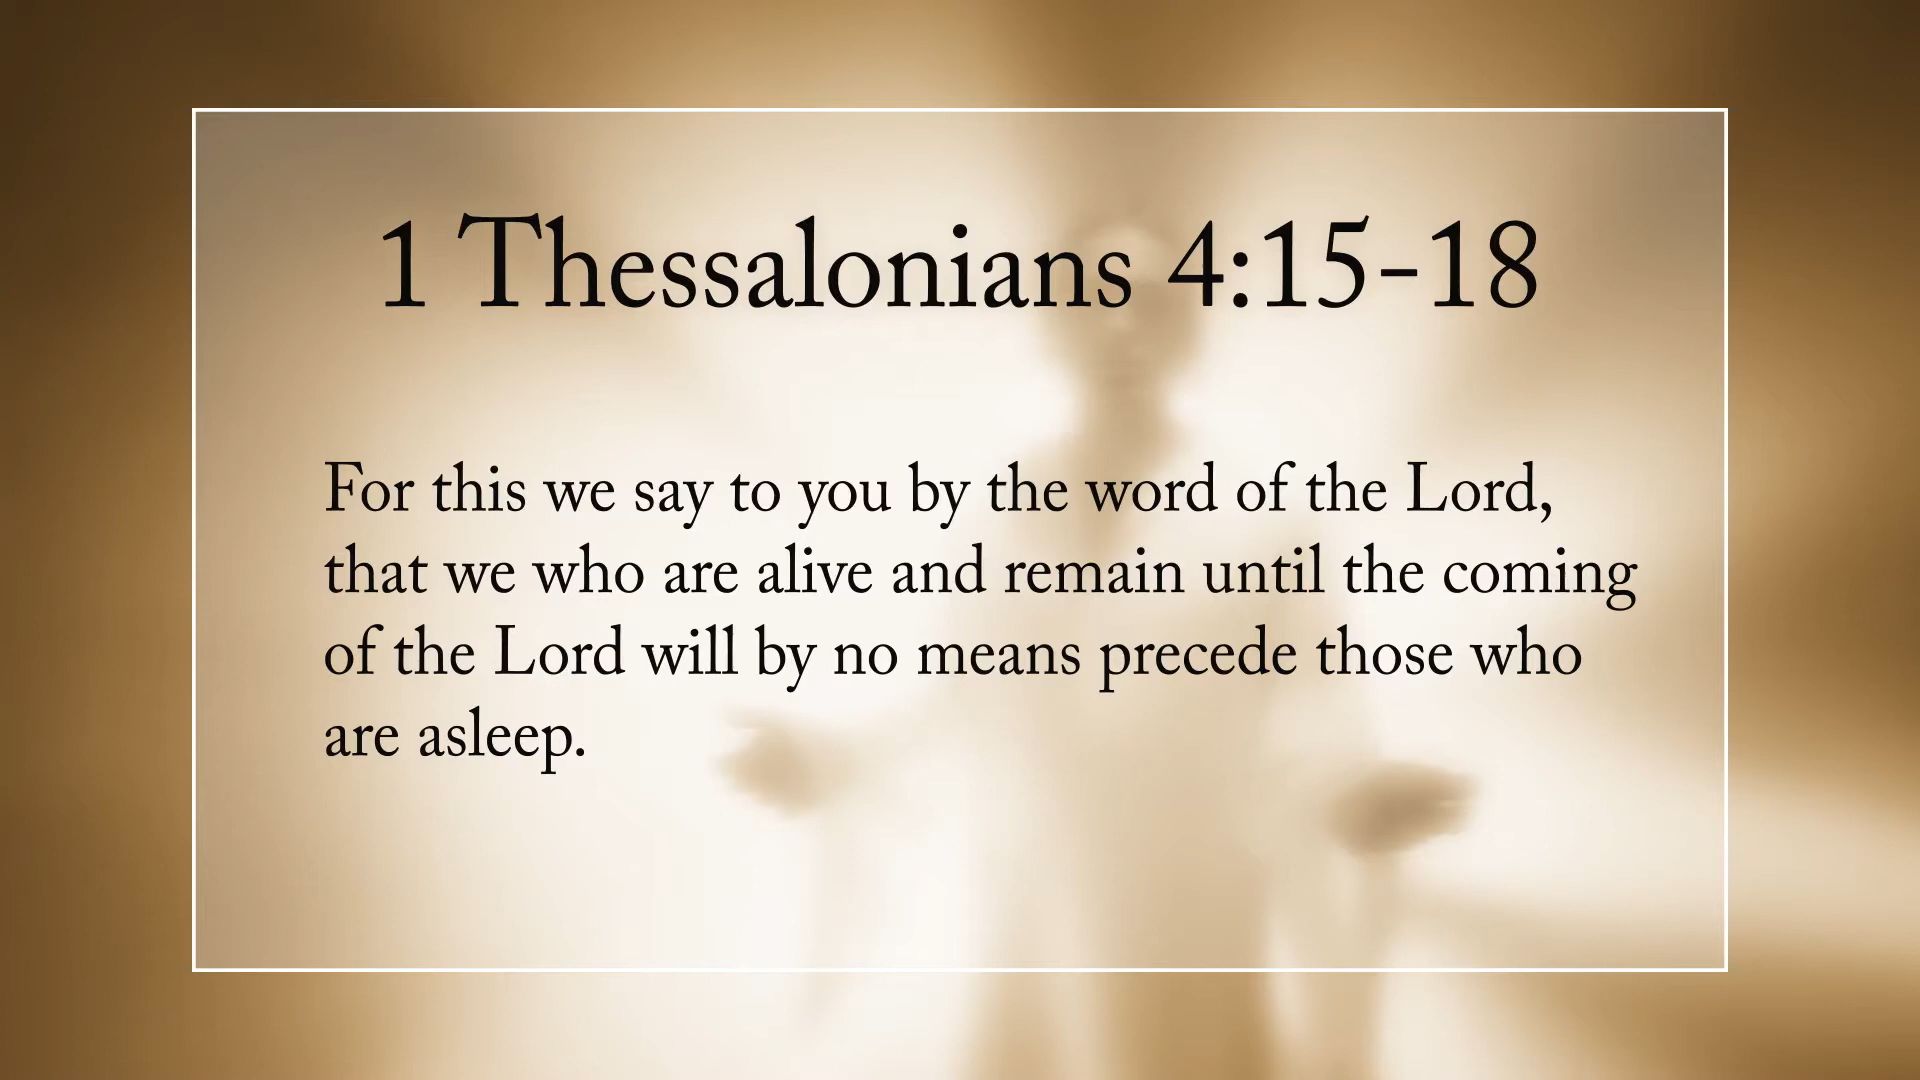 1 Thessalonians 4:15-18
For this we say to you by the word of the Lord,
that we who are alive and remain until the coming
of the Lord will by no means precede those who
are asleep.